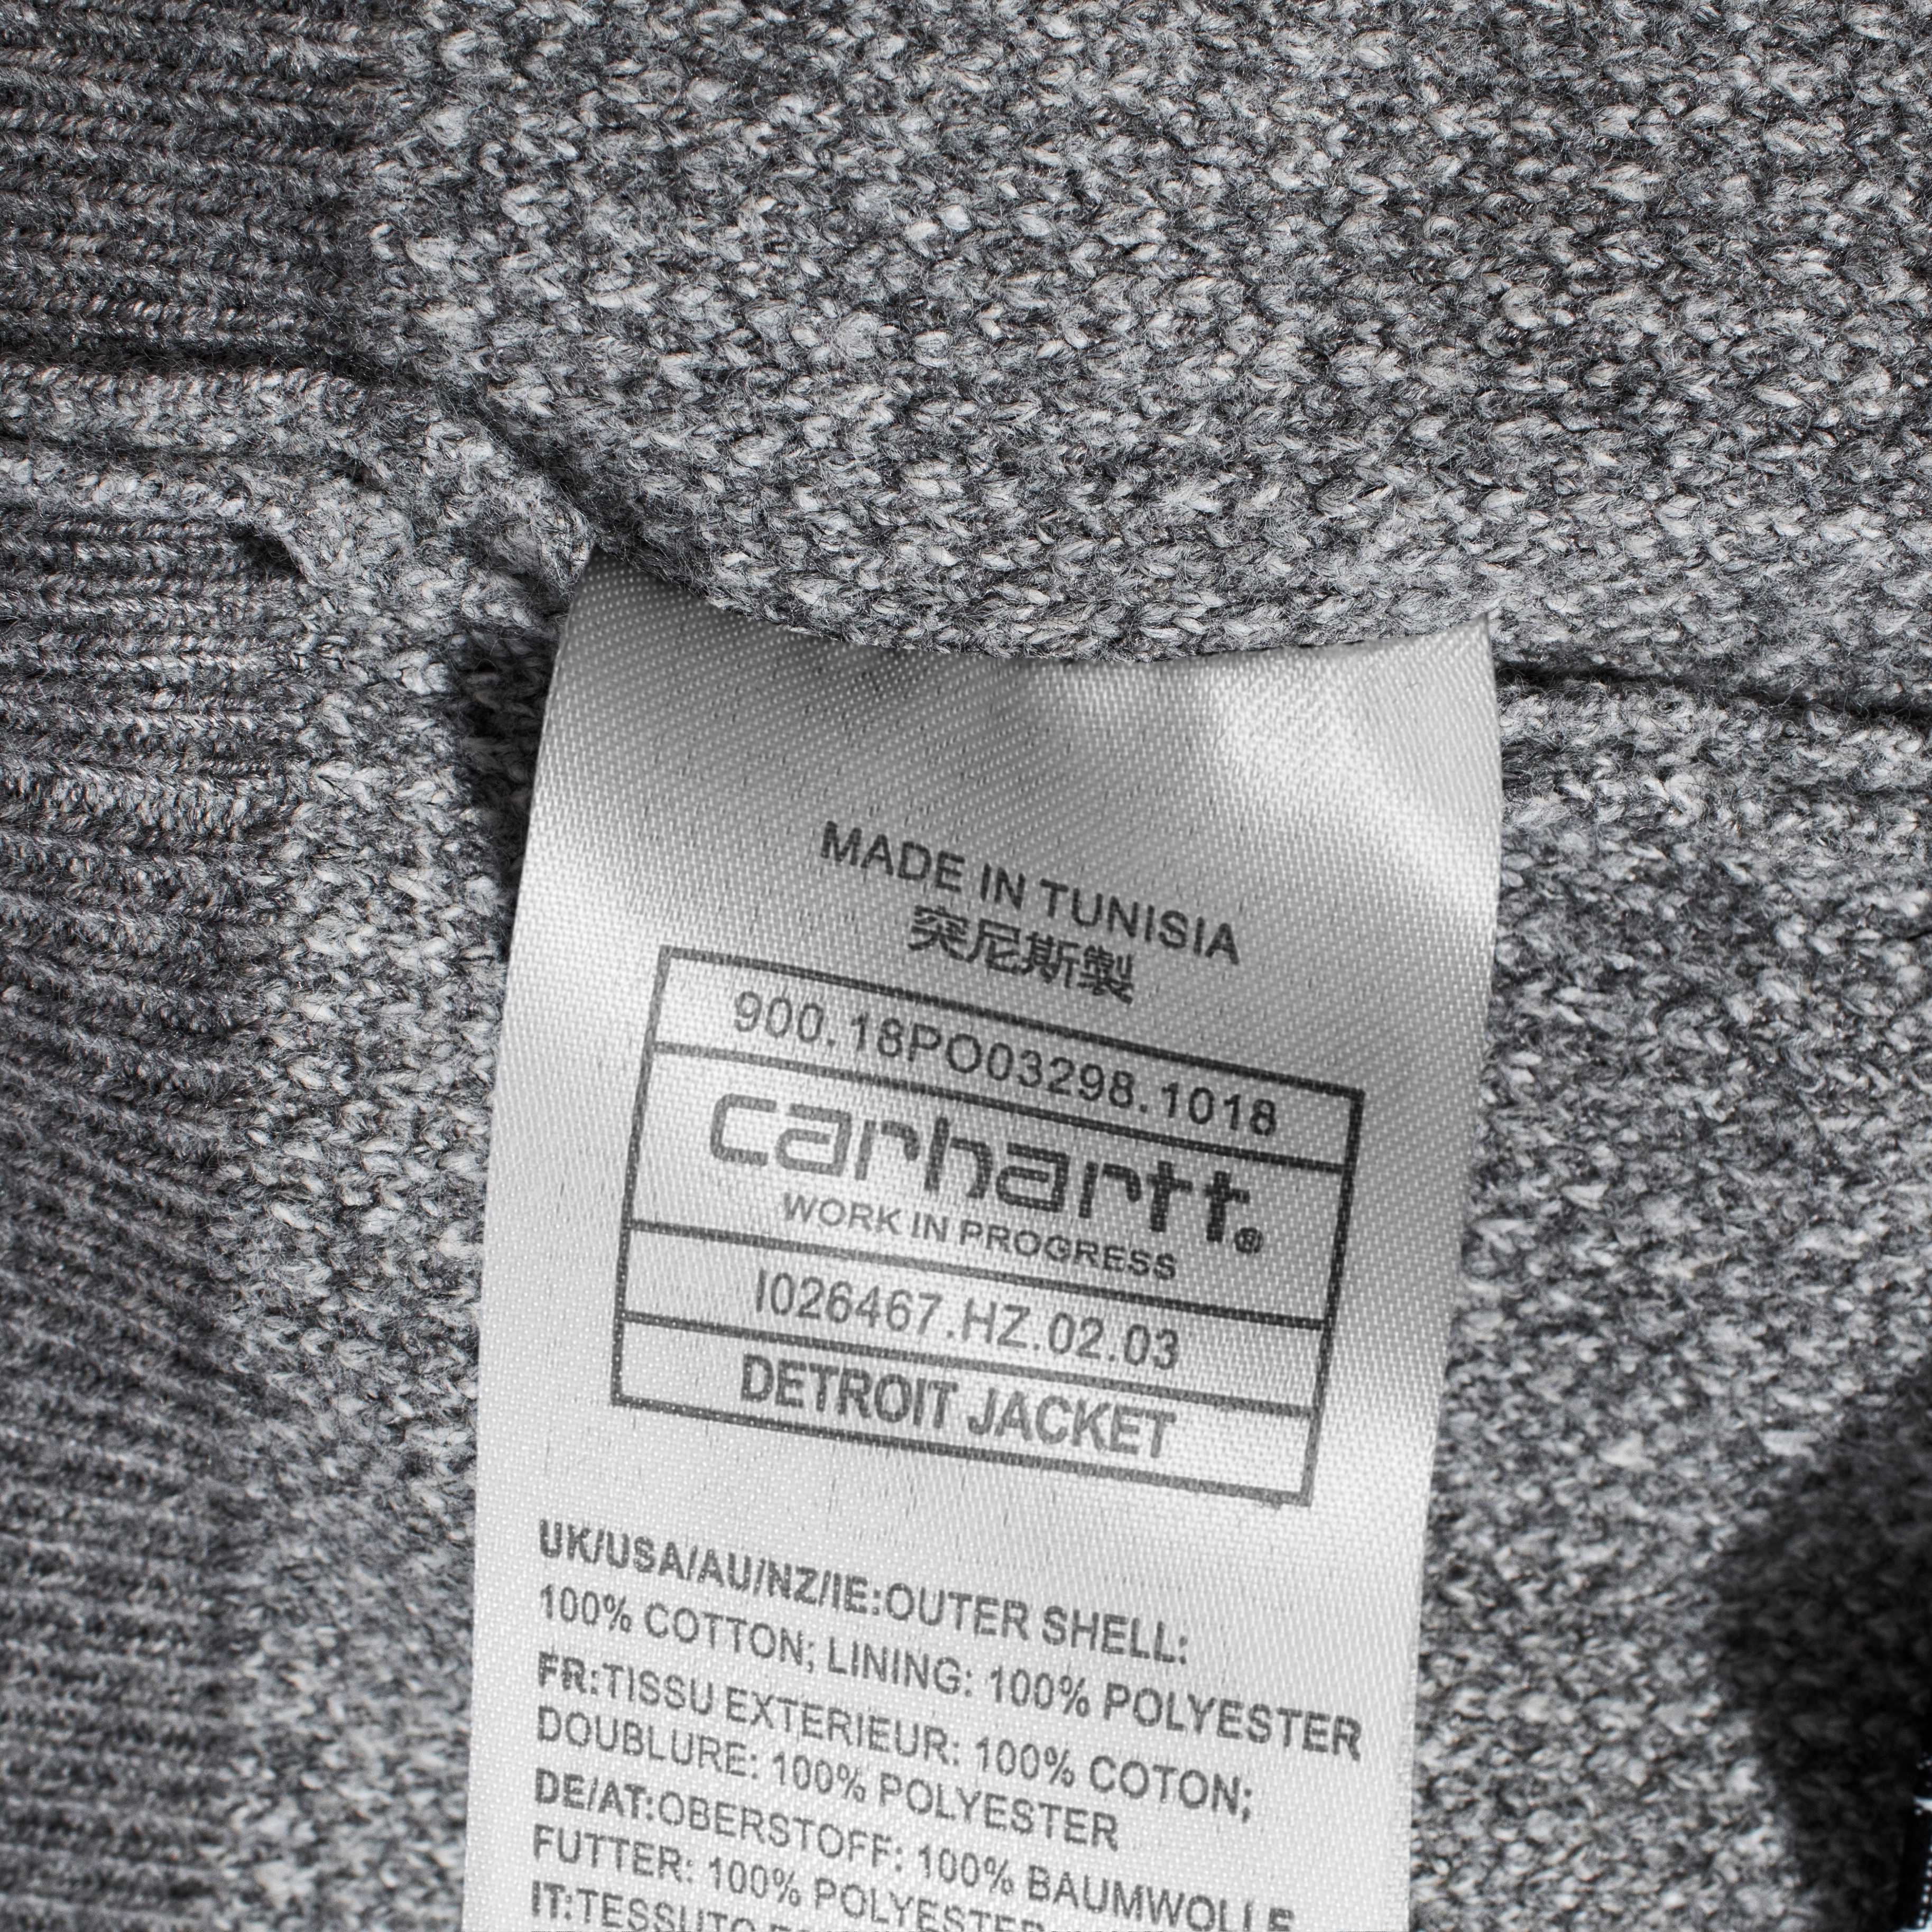 MADE IN TUNISIA
突尼斯製
900.18PO03298.1018
carhartt®
WORK IN PROGRESS
I026467.HZ.02.03
DETROIT JACKET
UK/USA/AU/NZ/IE:OUTER SHELL:
100% COTTON; LINING: 100% POLYESTER
FR:TISSU EXTERIEUR: 100% COTON;
DOUBLURE: 100% POLYESTER
DE/AT:OBERSTOFF: 100% BAUMWOLLE
FUTTER: 100% POLYESTER
IT:TESSUTO